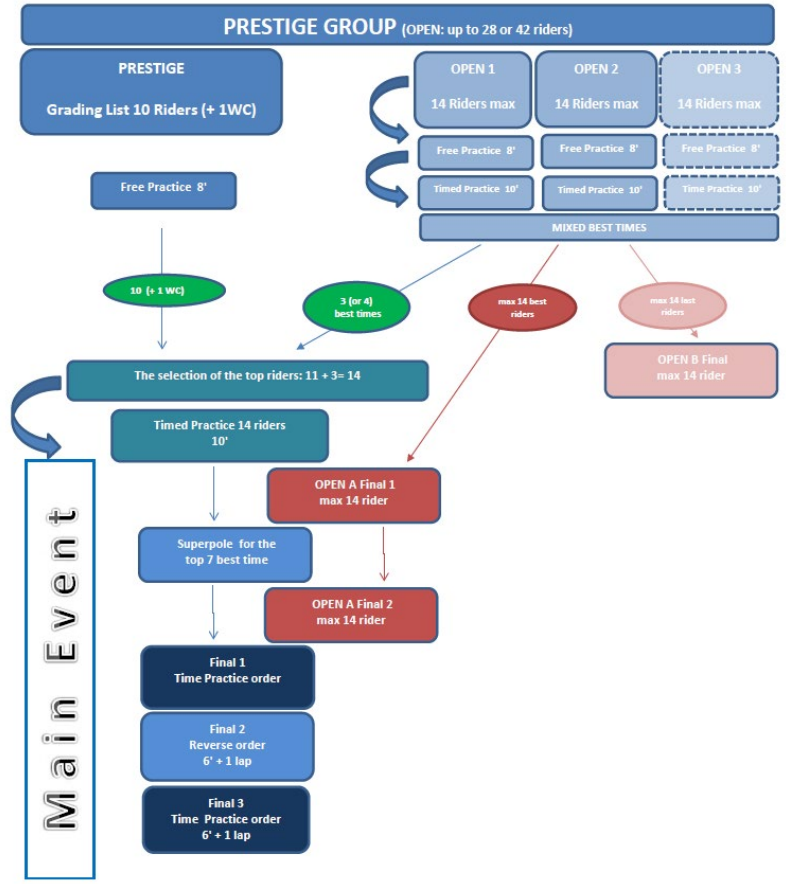 PRESTIGE GROUP (OPEN: up to 28 or 42 riders)
PRESTIGE
Grading List 10 Riders (+ 1WC)
OPEN 1
14 Riders max
OPEN 2
14 Riders max
OPEN 3
14 Riders max
Free Practice 8'
Free Practice 8'
Free Practice 8'
Free Practice 8'
Timed Practice 10'
Timed Practice 10'
Time Practice 10'
MIXED BEST TIMES
10 (+ 1 WC)
3 (or 4)
best times
max 14 best
riders
max 14 last
riders
OPEN B Final
max 14 rider
The selection of the top riders: 11 + 3= 14
Timed Practice 14 riders
10'
Main Event
OPEN A Final 1
max 14 rider
Superpole for the
top 7 best time
OPEN A Final 2
max 14 rider
Final 1
Time Practice order
Final 2
Reverse order
6' + 1 lap
Final 3
Time Practice order
6' + 1 lap